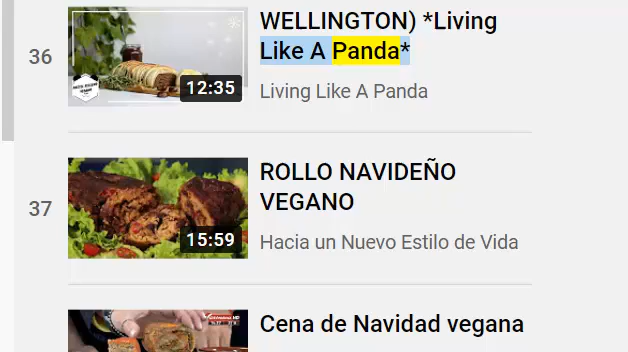 36
WELLINGTON) *Living
Like A Panda*
12:35
Living Like A Panda
37
ROLLO NAVIDEÑO
VEGANO
15:59
Hacia un Nuevo Estilo de Vida
Cena de Navidad vegana